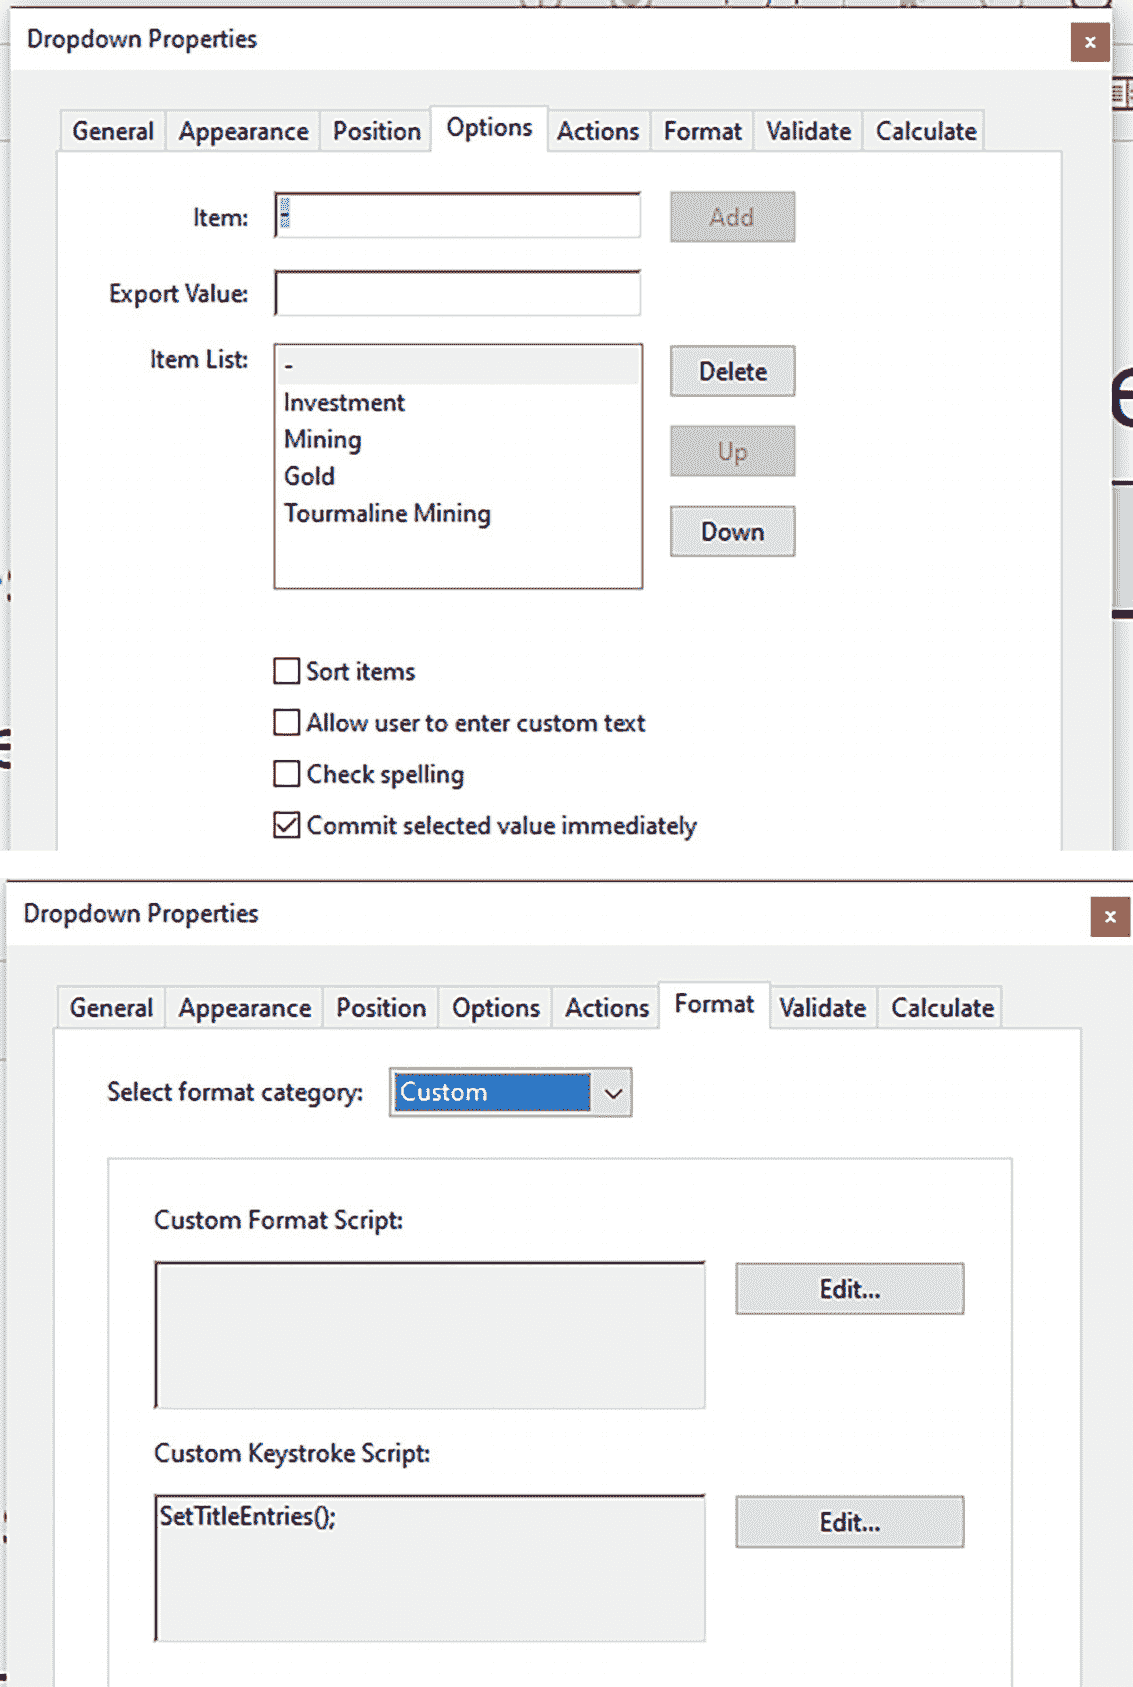 Dropdown Properties
x
General Appearance Position Options Actions Format Validate Calculate
Item: - Add
Export Value:
Item List: - Delete
Investment
Mining Up
Gold
Tourmaline Mining Down
Sort items
Allow user to enter custom text
Check spelling
Commit selected value immediately
Dropdown Properties
x
General Appearance Position Options Actions Format Validate Calculate
Select format category: Custom
Custom Format Script:
Edit...
Custom Keystroke Script:
SetTitleEntries(); Edit...